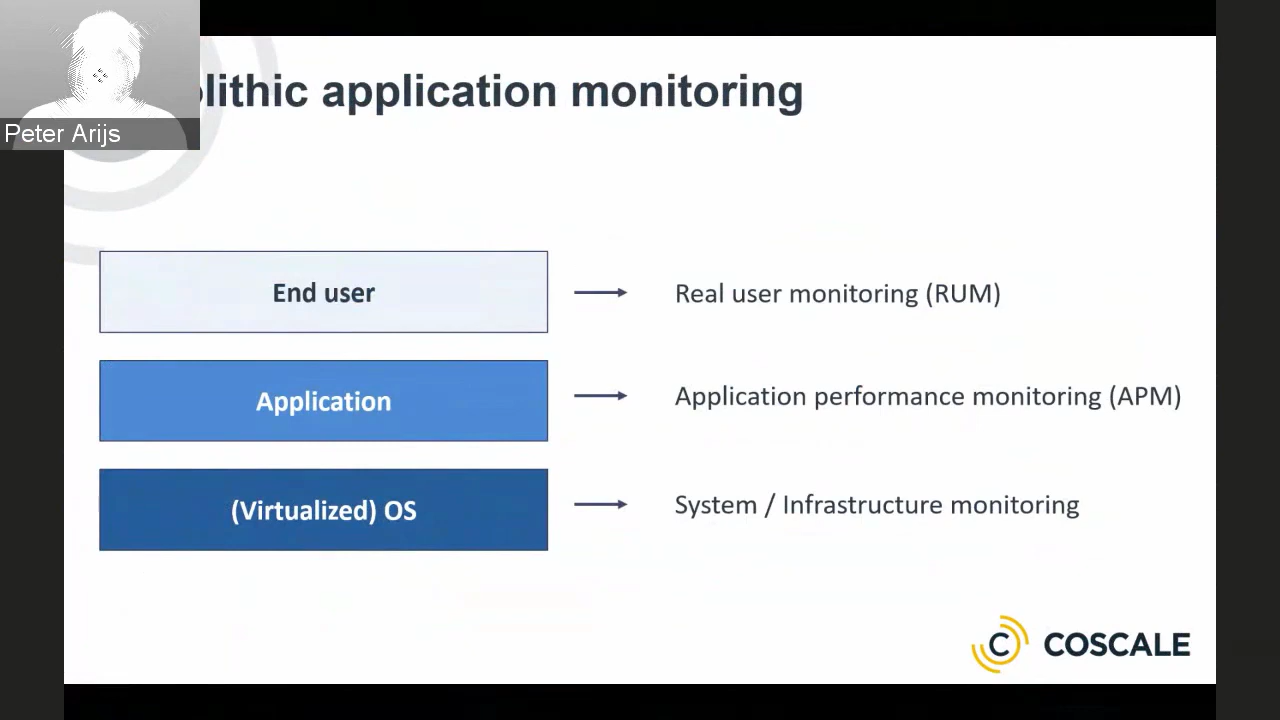 Peter Arijs
lithic application monitoring
End user
Real user monitoring (RUM)
Application
Application performance monitoring (APM)
(Virtualized) OS
System / Infrastructure monitoring
C COSCALE